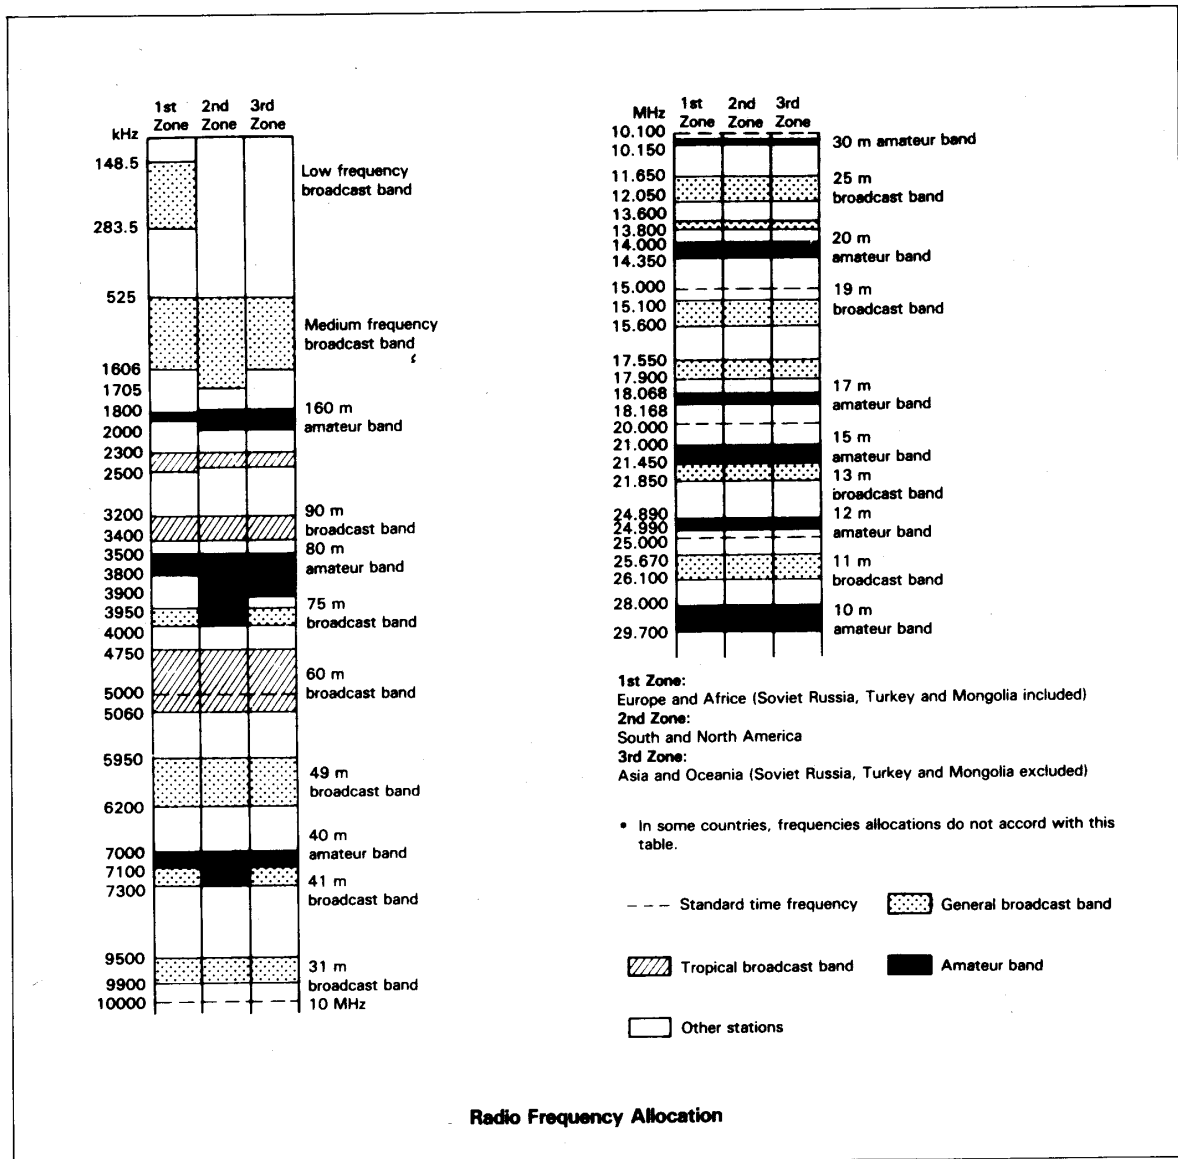 1st 2nd 3rd
kHz Zone Zone Zone
148.5
Low frequency
broadcast band
283.5
525
Medium frequency
broadcast band
1606
1705
1800
160 m
amateur band
2000
2300
2500
3200
90 m
broadcast band
3400
3500
80 m
amateur band
3800
3900
3950
75 m
broadcast band
4000
4750
60 m
broadcast band
5000
5060
5950
49 m
broadcast band
6200
40 m
amateur band
7000
7100
41 m
broadcast band
7300
9500
31 m
broadcast band
9900
10000
10 MHz
1st 2nd 3rd
MHz Zone Zone Zone
10.100
30 m amateur band
10.150
11.650
25 m
broadcast band
12.050
13.600
13.800
14.000
20 m
amateur band
14.350
15.000
19 m
broadcast band
15.100
15.600
17.550
17.900
18.068
17 m
amateur band
18.168
20.000
21.000
15 m
amateur band
21.450
13 m
broadcast band
21.850
24.890
12 m
amateur band
24.990
25.000
25.670
11 m
broadcast band
26.100
28.000
10 m
amateur band
29.700
1st Zone:
Europe and Africe (Soviet Russia, Turkey and Mongolia included)
2nd Zone:
South and North America
3rd Zone:
Asia and Oceania (Soviet Russia, Turkey and Mongolia excluded)
• In some countries, frequencies allocations do not accord with this
table.
Standard time frequency
General broadcast band
Tropical broadcast band
Amateur band
Other stations
Radio Frequency Allocation